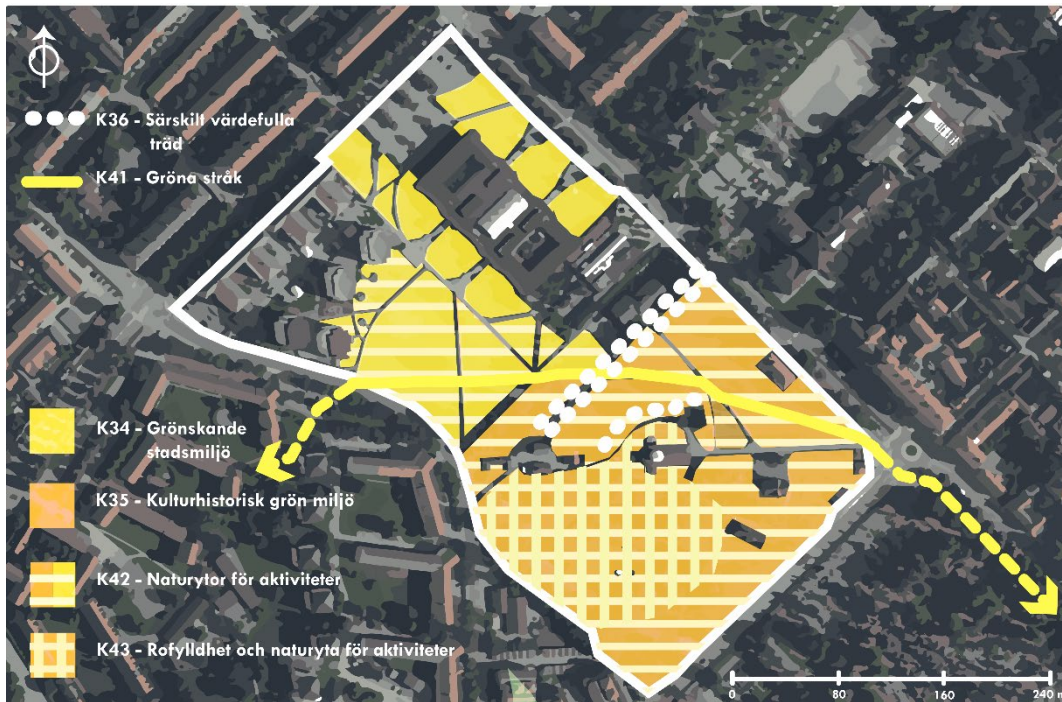 K36 - Särskilt värdefulla
träd
K41 - Gröna stråk
K34 - Grönskande
stadsmiljö
K35 - Kulturhistorisk grön miljö
K42 - Naturytor för aktiviteter
K43 - Rofylldhet och naturyta för aktiviteter
0 80 160 240 m